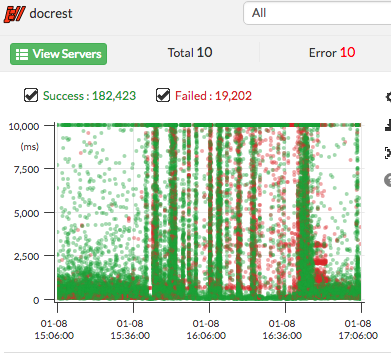 docrest
All
View Servers
Total 10
Error 10
Success : 182,423
Failed : 19,202
10,000
(ms)
7,500
5,000
2,500
0
01-08 01-08 01-08 01-08 01-08
15:06:00 15:36:00 16:06:00 16:36:00 17:06:00